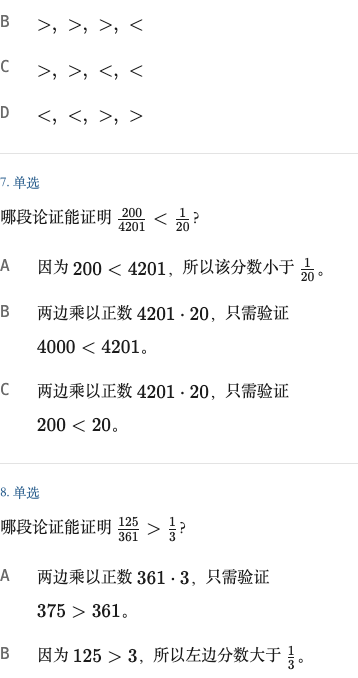 B >, >, >, <
C >, >, <, <
D <, <, >, >
7. 单选
哪段论证能证明 200/4201 < 1/20?
A 因为 200 < 4201，所以该分数小于 1/20。
B 两边乘以正数 4201 · 20，只需验证
4000 < 4201。
C 两边乘以正数 4201 · 20，只需验证
200 < 20。
8. 单选
哪段论证能证明 125/361 > 1/3?
A 两边乘以正数 361 · 3，只需验证
375 > 361。
B 因为 125 > 3，所以左边分数大于 1/3。